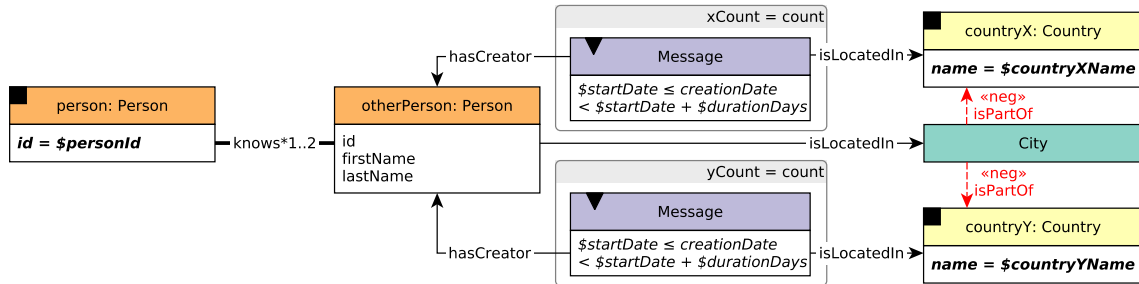 xCount = count
Message
$startDate ≤ creationDate
< $startDate + $durationDays
hasCreator
isLocatedIn
countryX: Country
name = $countryXName
person: Person
id = $personId
knows*1..2
otherPerson: Person
id
firstName
lastName
isLocatedIn
«neg»
isPartOf
City
«neg»
isPartOf
yCount = count
Message
$startDate ≤ creationDate
< $startDate + $durationDays
hasCreator
isLocatedIn
countryY: Country
name = $countryYName